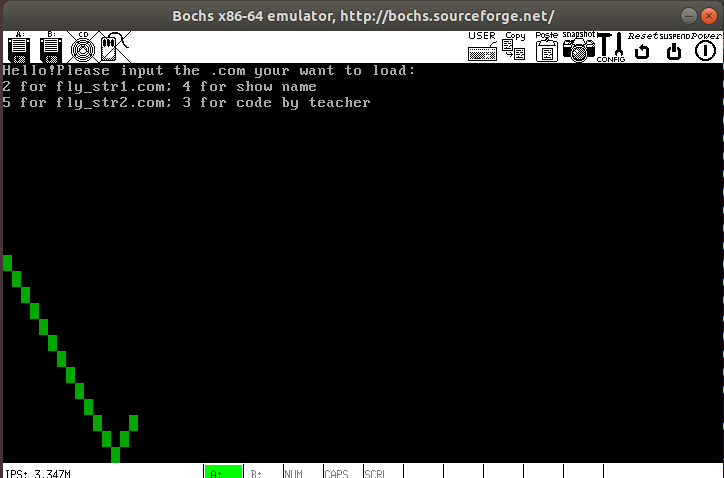 Bochs x86-64 emulator, http://bochs.sourceforge.net/
A: B: CD USER Copy Paste snapshot CONFIG Reset SUSPEND Power
Hello!Please input the .com your want to load:
2 for fly_str1.com; 4 for show name
5 for fly_str2.com; 3 for code by teacher
IPS: 3.347M A: B: NUM CAPS SCRL